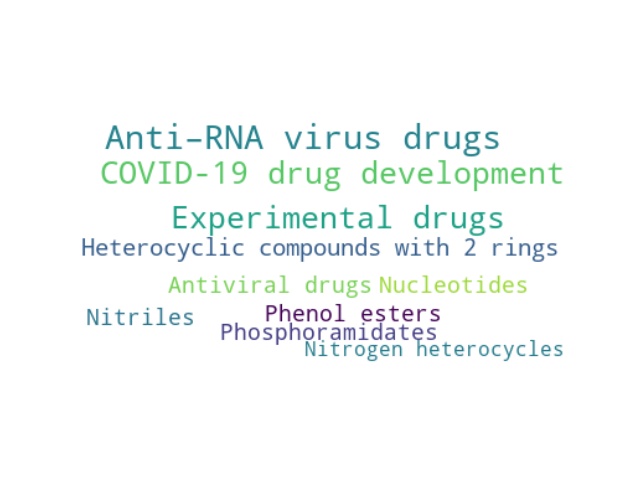 Anti–RNA virus drugs
COVID-19 drug development
Experimental drugs
Heterocyclic compounds with 2 rings
Antiviral drugs Nucleotides
Nitriles
Phenol esters
Phosphoramidates
Nitrogen heterocycles